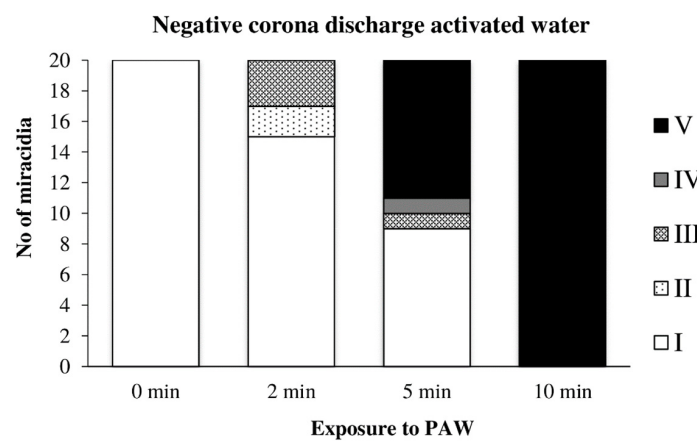 Negative corona discharge activated water
No of miracidia
20
18
16
14
12
10
8
6
4
2
0
0 min
2 min
5 min
10 min
Exposure to PAW
V
IV
III
II
I